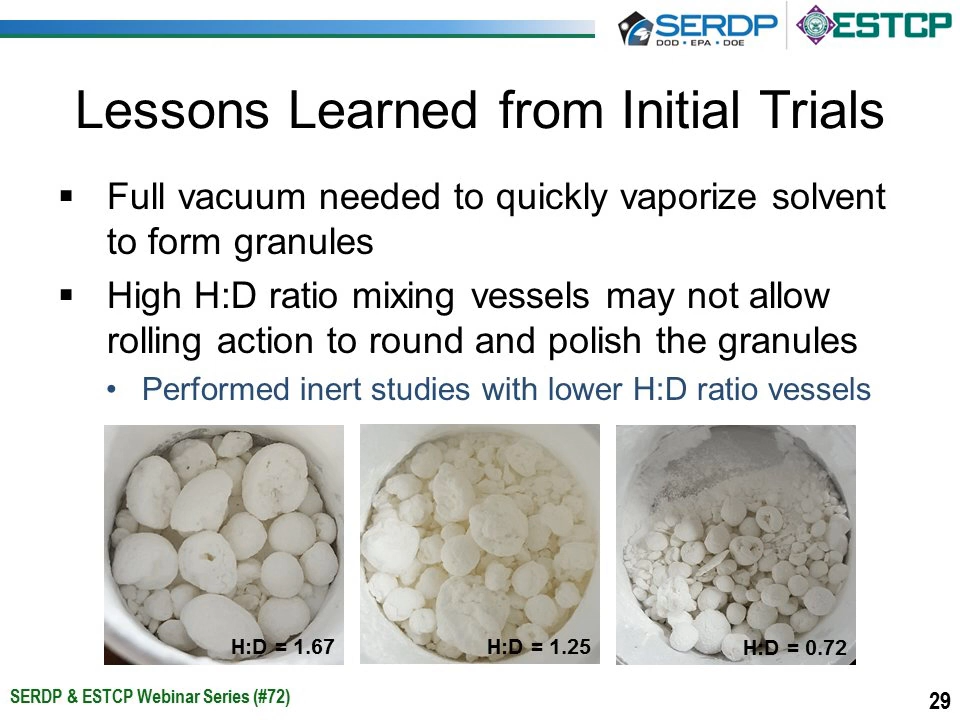 SERDP
DOD • EPA • DOE
ESTCP
Lessons Learned from Initial Trials
▪ Full vacuum needed to quickly vaporize solvent
to form granules
▪ High H:D ratio mixing vessels may not allow
rolling action to round and polish the granules
• Performed inert studies with lower H:D ratio vessels
H:D = 1.67
H:D = 1.25
H:D = 0.72
SERDP & ESTCP Webinar Series (#72)
29